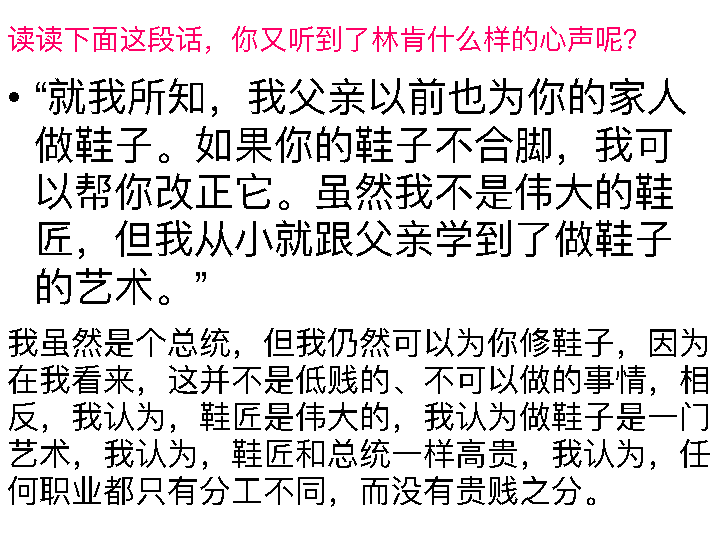 读读下面这段话，你又听到了林肯什么样的心声呢？
• “就我所知，我父亲以前也为你的家人
做鞋子。如果你的鞋子不合脚，我可
以帮你改正它。虽然我不是伟大的鞋
匠，但我从小就跟父亲学到了做鞋子
的艺术。”
我虽然是个总统，但我仍然可以为你修鞋子，因为
在我看来，这并不是低贱的、不可以做的事情，相
反，我认为，鞋匠是伟大的，我认为做鞋子是一门
艺术，我认为，鞋匠和总统一样高贵，我认为，任
何职业都只有分工不同，而没有贵贱之分。